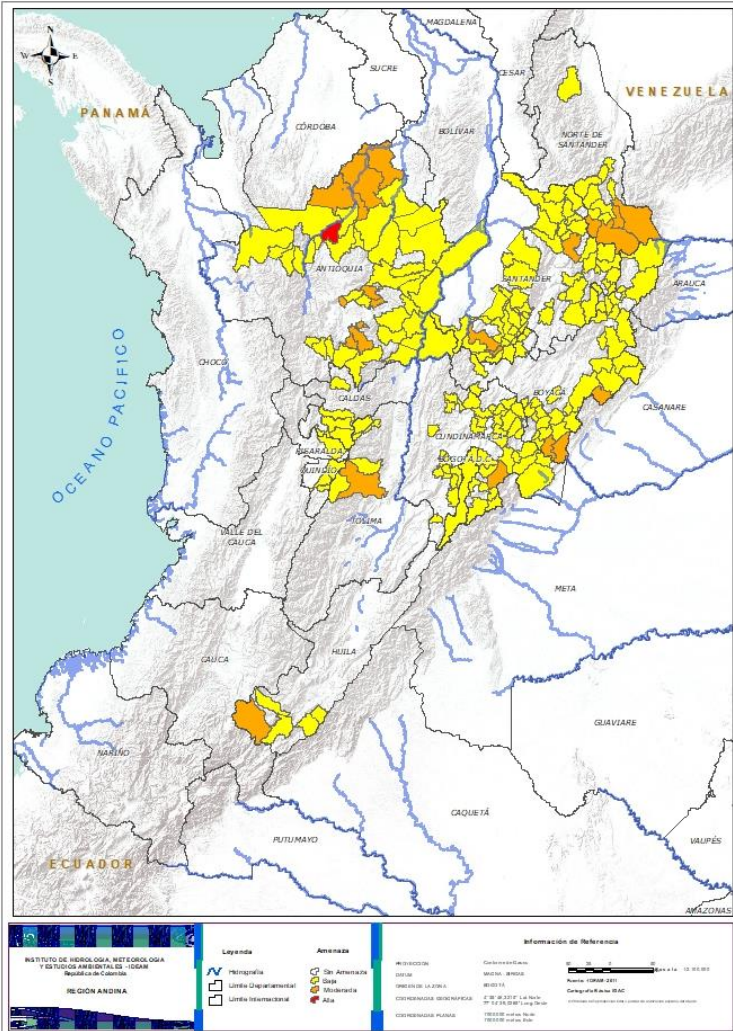 N
W E
S
MAGDALENA
SUCRE
CESAR
VENEZUELA
PANAMÁ
CÓRDOBA
BOLÍVAR
NORTE DE
SANTANDER
ANTIOQUIA
SANTANDER
ARAUCA
CHOCÓ
OCEANO PACIFICO
CALDAS
BOYACÁ
CASANARE
CUNDINAMARCA
RISARALDA
BOGOTÁ, D.C.
QUINDÍO
TOLIMA
VALLE DEL
CAUCA
META
CAUCA
HUILA
GUAVIARE
NARIÑO
CAQUETÁ
PUTUMAYO
VAUPÉS
ECUADOR
AMAZONAS
INSTITUTO DE HIDROLOGIA, METEOROLOGIA
Y ESTUDIOS AMBIENTALES - IDEAM
República de Colombia
REGIÓN ANDINA
Leyenda
Hidrografía
Límite Departamental
Límite Internacional
Amenaza
Sin Amenaza
Baja
Moderada
Alta
Información de Referencia
PROYECCIÓN
DATUM
ORIGEN DE LA ZONA
BOGOTÁ
COORDENADAS GEOGRÁFICAS
COORDENADAS PLANAS